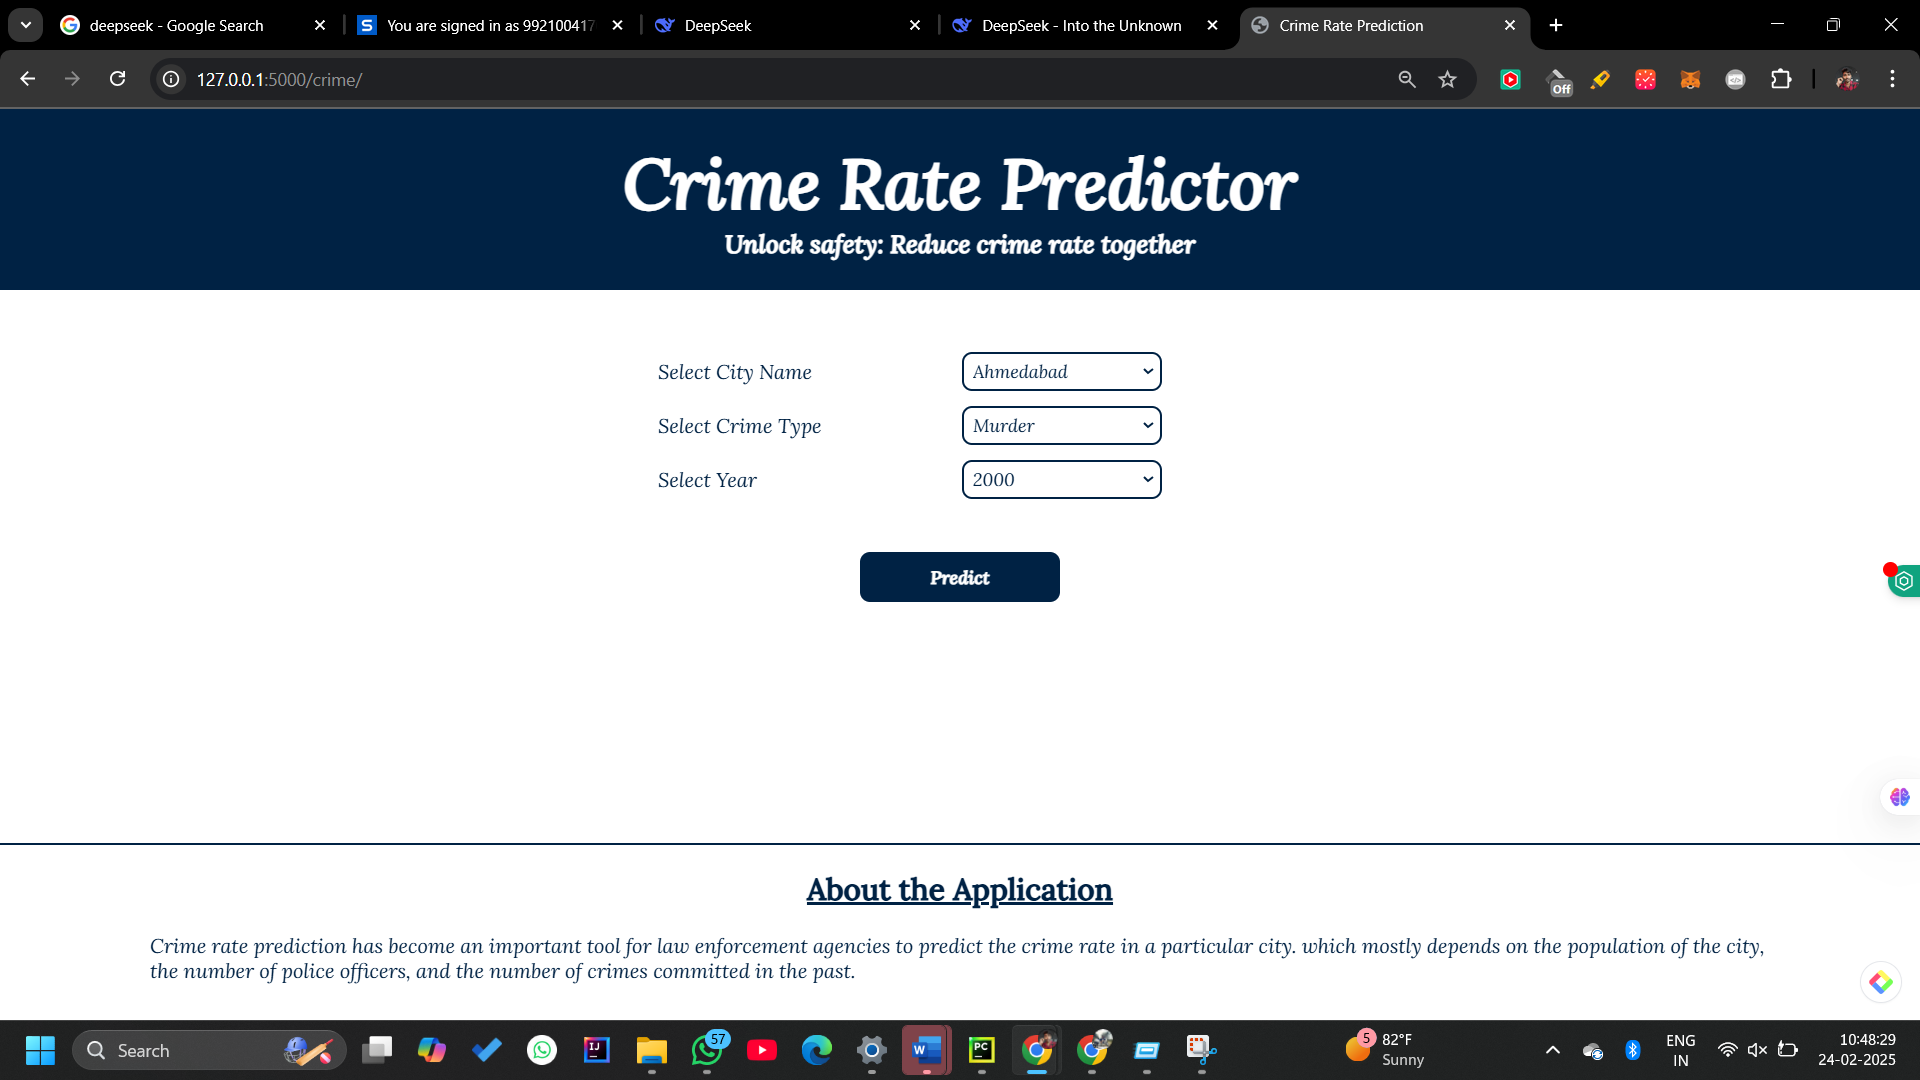 deepseek - Google Search
You are signed in as 992100417
DeepSeek
DeepSeek - Into the Unknown
Crime Rate Prediction
127.0.0.1:5000/crime/
Off
Crime Rate Predictor
Unlock safety: Reduce crime rate together
Select City Name
Ahmedabad
Select Crime Type
Murder
Select Year
2000
Predict
About the Application
Crime rate prediction has become an important tool for law enforcement agencies to predict the crime rate in a particular city. which mostly depends on the population of the city,
the number of police officers, and the number of crimes committed in the past.
Search
57
5
82°F
Sunny
ENG
IN
10:48:29
24-02-2025